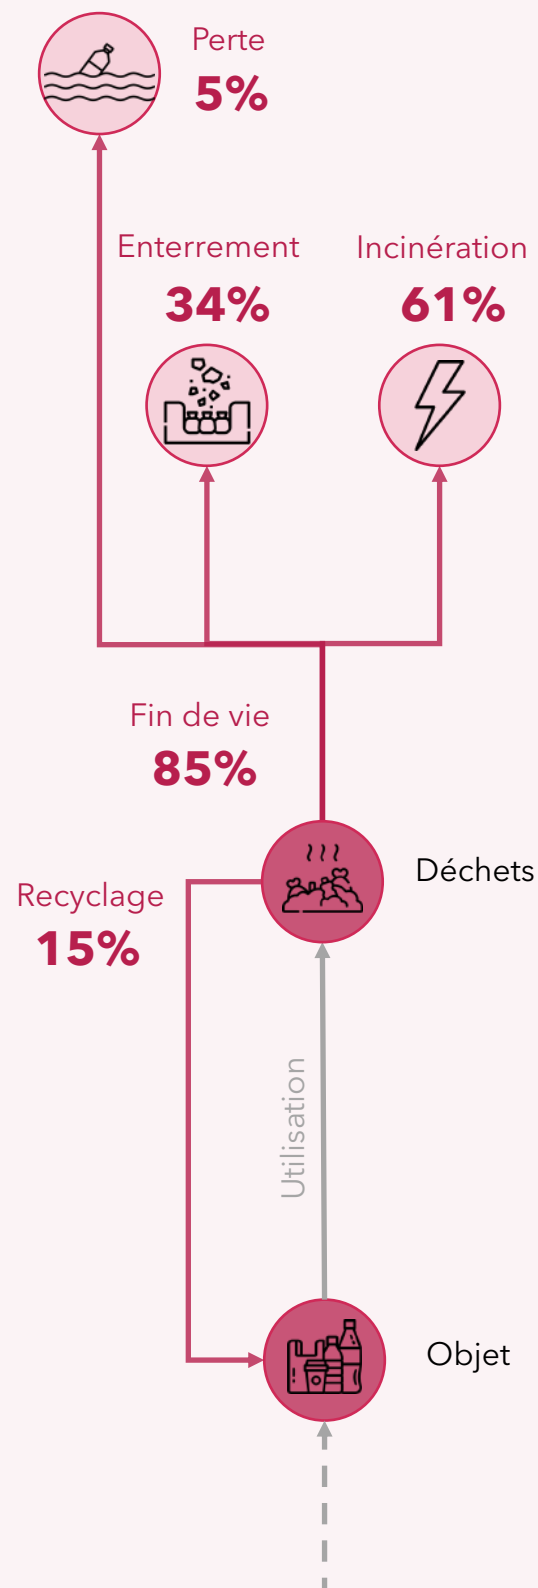 Perte
5%
Enterrement
34%
Incinération
61%
Fin de vie
85%
Déchets
Recyclage
15%
Utilisation
Objet